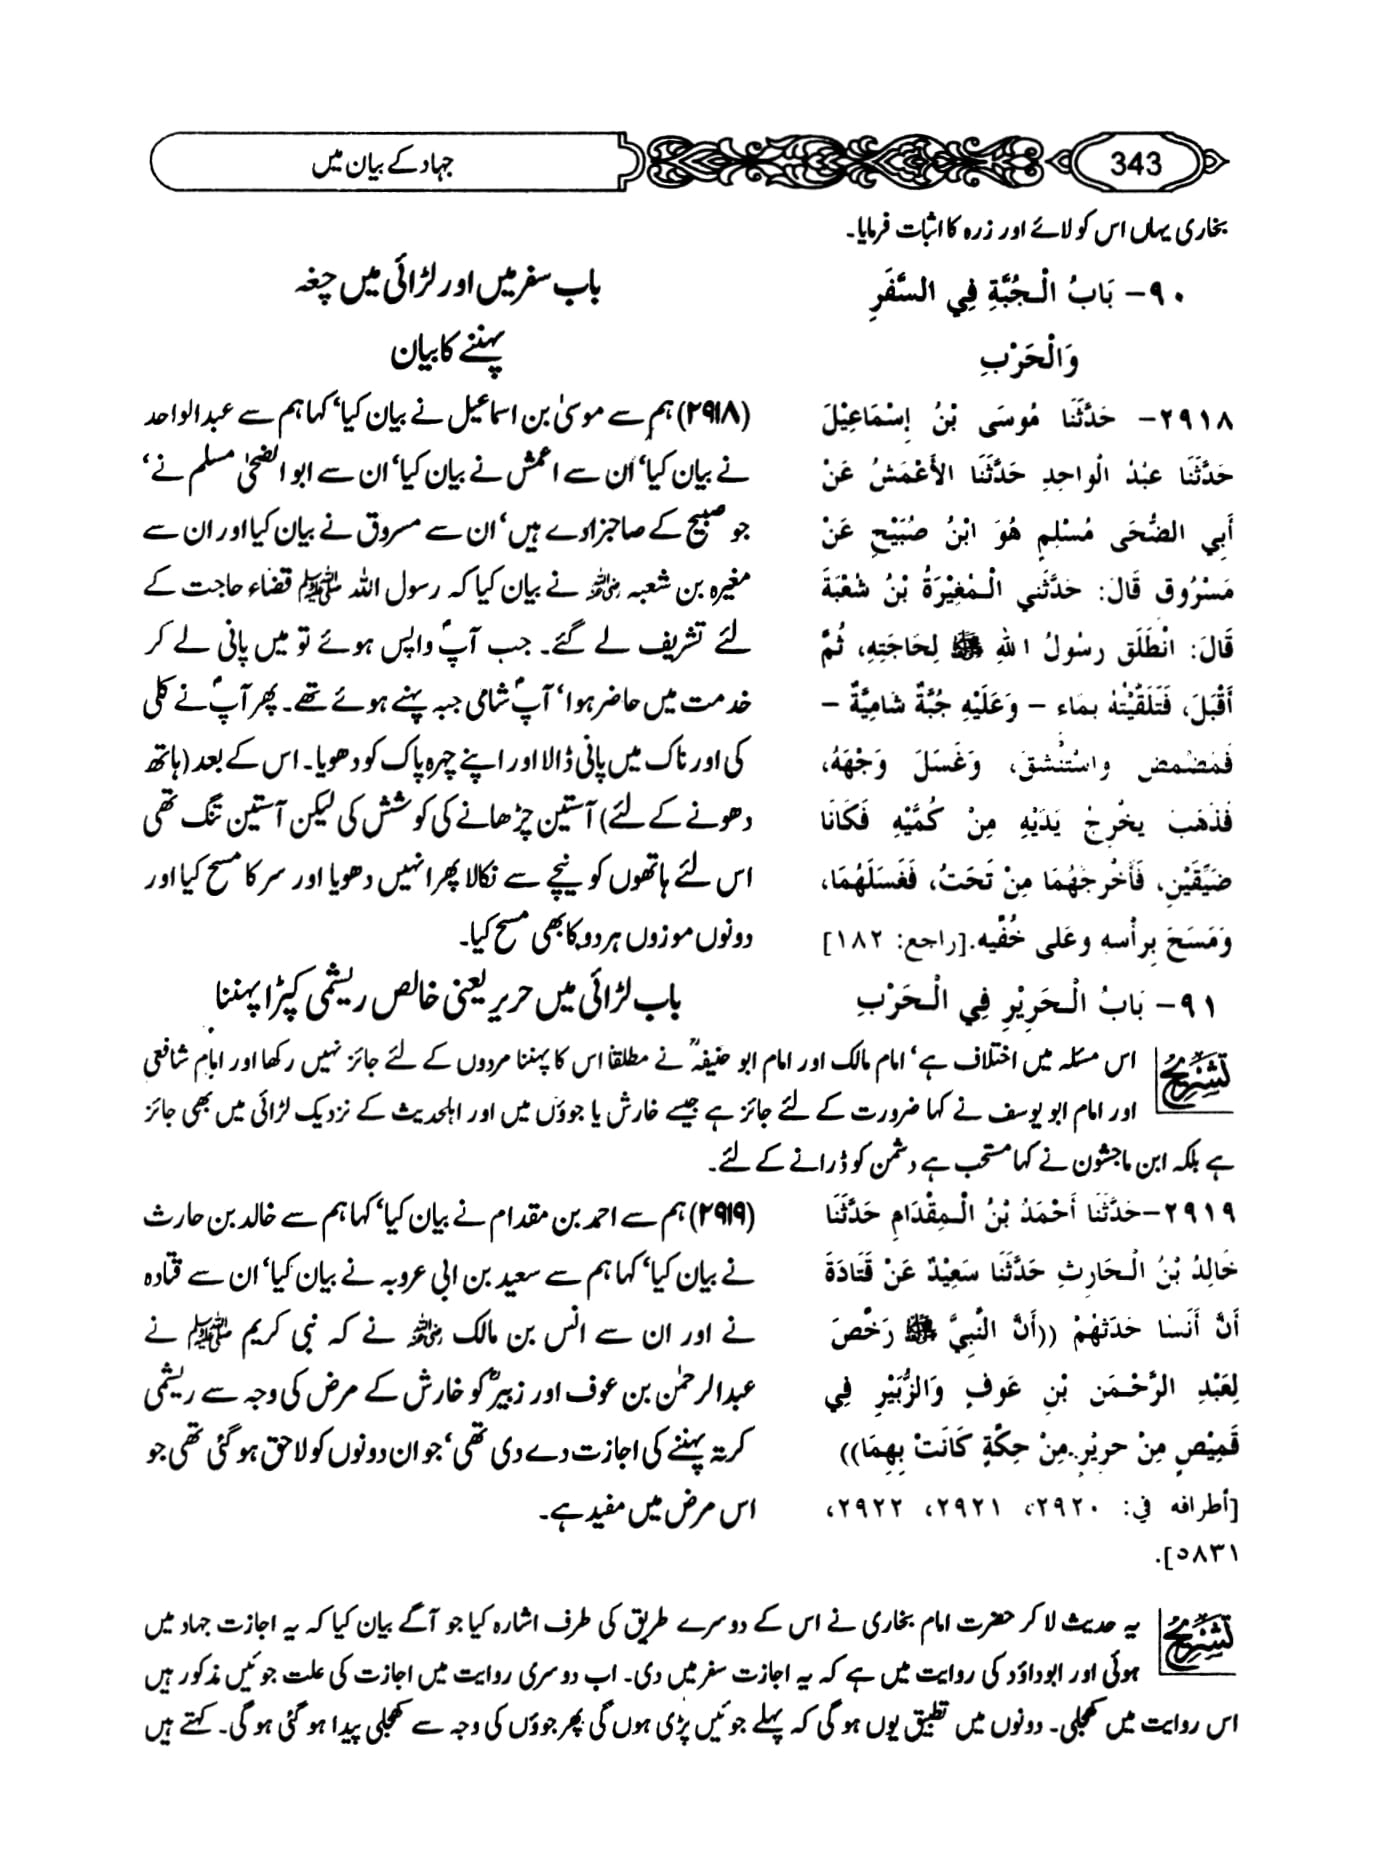 343
جہاد کے بیان میں
بخاری یہاں اس کو لائے اور زرہ کا اثبات فرمایا۔
٩٠- بَابُ الْجُبَّةِ فِي السَّفَرِ
وَالْحَرْبِ
٢٩١٨- حَدَّثَنَا مُوسَى بْنُ إِسْمَاعِيْلَ
حَدَّثَنَا عَبْدُ الْوَاحِدِ حَدَّثَنَا الأَعْمَشُ عَنْ
أَبِي الضُّحَى مُسْلِمٍ هُوَ ابْنُ صُبَيْحٍ عَنْ
مَسْرُوقٍ قَالَ: حَدَّثَنِي الْمُغِيْرَةُ بْنُ شُعْبَةَ
قَالَ: انْطَلَقَ رَسُولُ اللهِ ﷺ لِحَاجَتِهِ، ثُمَّ
أَقْبَلَ، فَتَلَقَّيْتُهُ بِمَاء - وَعَلَيْهِ جُبَّةٌ شَامِيَّةٌ -
فَمَضْمَضَ وَاسْتَنْشَقَ، وَغَسَلَ وَجْهَهُ،
فَذَهَبَ يُخْرِجُ يَدَيْهِ مِنْ كُمَّيْهِ فَكَانَا
ضَيِّقَيْنِ، فَأَخْرَجَهُمَا مِنْ تَحْتُ، فَغَسَلَهُمَا،
وَمَسَحَ بِرَأْسِهِ وَعَلَى خُفَّيْهِ.[راجع: ١٨٢]
باب سفر میں اور لڑائی میں چغہ
پہننے کا بیان
(۲۹۱۸) ہم سے موسیٰ بن اسماعیل نے بیان کیا‘ کہا ہم سے عبدالواحد
نے بیان کیا‘ ان سے اعمش نے بیان کیا‘ ان سے ابو الضحیٰ مسلم نے‘
جو صبیح کے صاحبزادے ہیں‘ ان سے مسروق نے بیان کیا اور ان سے
مغیرہ بن شعبہ رضی اللہ عنہ نے بیان کیا کہ رسول اللہ ﷺ قضاء حاجت کے
لئے تشریف لے گئے۔ جب آپؐ واپس ہوئے تو میں پانی لے کر
خدمت میں حاضر ہوا‘ آپؐ شامی جبہ پہنے ہوئے تھے۔ پھر آپؐ نے کلی
کی اور ناک میں پانی ڈالا اور اپنے چہرہ پاک کو دھویا۔ اس کے بعد (ہاتھ
دھونے کے لئے) آستین چڑھانے کی کوشش کی لیکن آستین تنگ تھی
اس لئے ہاتھوں کو نیچے سے نکالا پھر انہیں دھویا اور سر کا مسح کیا اور
دونوں موزوں ہر دو کا بھی مسح کیا۔
٩١- بَابُ الْحَرِيْرِ فِي الْحَرْبِ
باب لڑائی میں حریر یعنی خالص ریشمی کپڑا پہننا
تشریح
اس مسئلہ میں اختلاف ہے‘ امام مالک اور امام ابو حنیفہؒ نے مطلقاً اس کا پہننا مردوں کے لئے جائز نہیں رکھا اور امام شافعی
اور امام ابو یوسف نے کہا ضرورت کے لئے جائز ہے جیسے خارش یا جوؤں میں اور اہلحدیث کے نزدیک لڑائی میں بھی جائز
ہے بلکہ ابن ماجشون نے کہا مستحب ہے دشمن کو ڈرانے کے لئے۔
٢٩١٩- حَدَّثَنَا أَحْمَدُ بْنُ الْمِقْدَامِ حَدَّثَنَا
خَالِدُ بْنُ الْحَارِثِ حَدَّثَنَا سَعِيْدٌ عَنْ قَتَادَةَ
أَنَّ أَنَسًا حَدَّثَهُمْ ((أَنَّ النَّبِيَّ ﷺ رَخَّصَ
لِعَبْدِ الرَّحْمَنِ بْنِ عَوفٍ وَالزُّبَيْرِ فِي
قَمِيْصٍ مِنْ حَرِيْرٍ.مِنْ حِكَّةٍ كَانَتْ بِهِمَا))
[أطرافه في: ٢٩٢٠، ٢٩٢١، ٢٩٢٢،
٥٨٣١].
(۲۹۱۹) ہم سے احمد بن مقدام نے بیان کیا‘ کہا ہم سے خالد بن حارث
نے بیان کیا‘ کہا ہم سے سعید بن ابی عروبہ نے بیان کیا‘ ان سے قتادہ
نے اور ان سے انس بن مالک رضی اللہ عنہ نے کہ نبی کریم ﷺ نے
عبدالرحمٰن بن عوف اور زبیرؓ کو خارش کے مرض کی وجہ سے ریشمی
کرتہ پہننے کی اجازت دے دی تھی‘ جو ان دونوں کو لاحق ہو گئی تھی جو
اس مرض میں مفید ہے۔
تشریح
یہ حدیث لا کر حضرت امام بخاری نے اس کے دوسرے طریق کی طرف اشارہ کیا جو آگے بیان کیا کہ یہ اجازت جہاد میں
ہوئی اور ابوداؤد کی روایت میں ہے کہ یہ اجازت سفر میں دی۔ اب دوسری روایت میں اجازت کی علت جوئیں مذکور ہیں
اس روایت میں کھجلی۔ دونوں میں تطبیق یوں ہو گی کہ پہلے جوئیں پڑی ہوں گی پھر جوؤں کی وجہ سے کھجلی پیدا ہو گئی ہو گی۔ کہتے ہیں